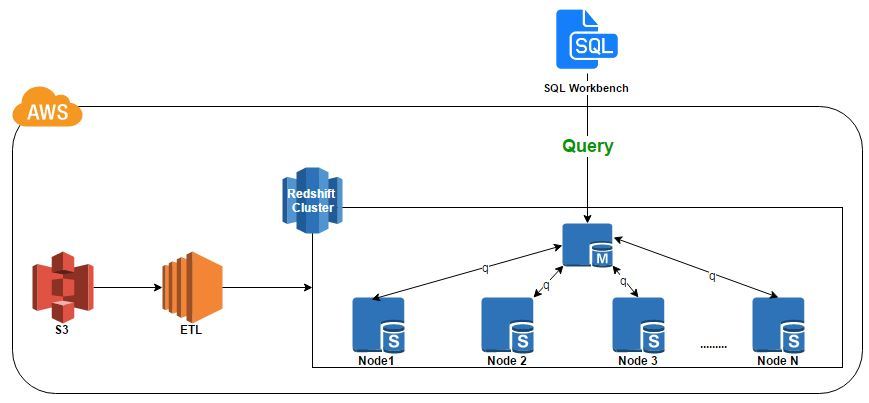 SQL
SQL Workbench
AWS
Query
Redshift
Cluster
M
q
q
q
q
S
S
S
S
S3
ETL
Node1
Node 2
Node 3
.........
Node N